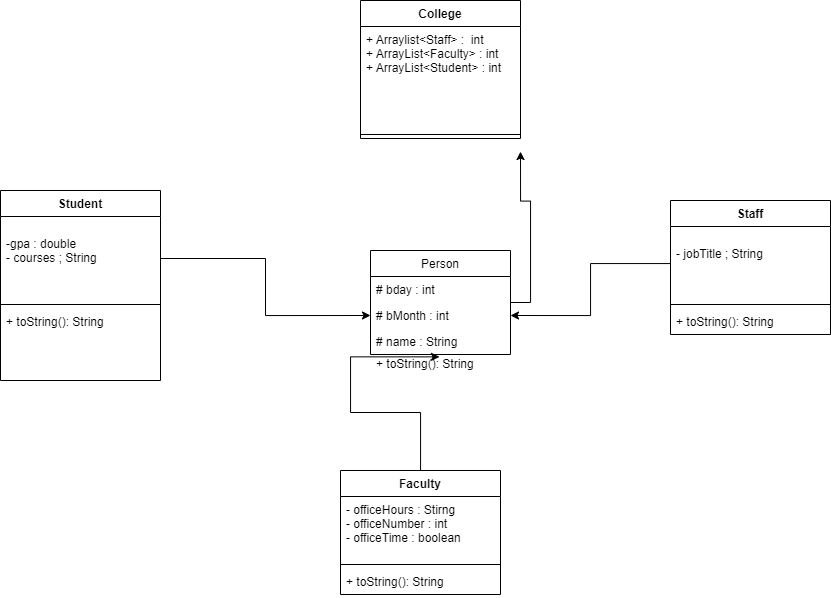 College
+ Arraylist<Staff> :  int
+ ArrayList<Faculty> : int
+ ArrayList<Student> : int
Student
-gpa : double
- courses ; String
+ toString(): String
Staff
- jobTitle ; String
+ toString(): String
Person
# bday : int
# bMonth : int
# name : String
+ toString(): String
Faculty
- officeHours : Stirng
- officeNumber : int
- officeTime : boolean
+ toString(): String